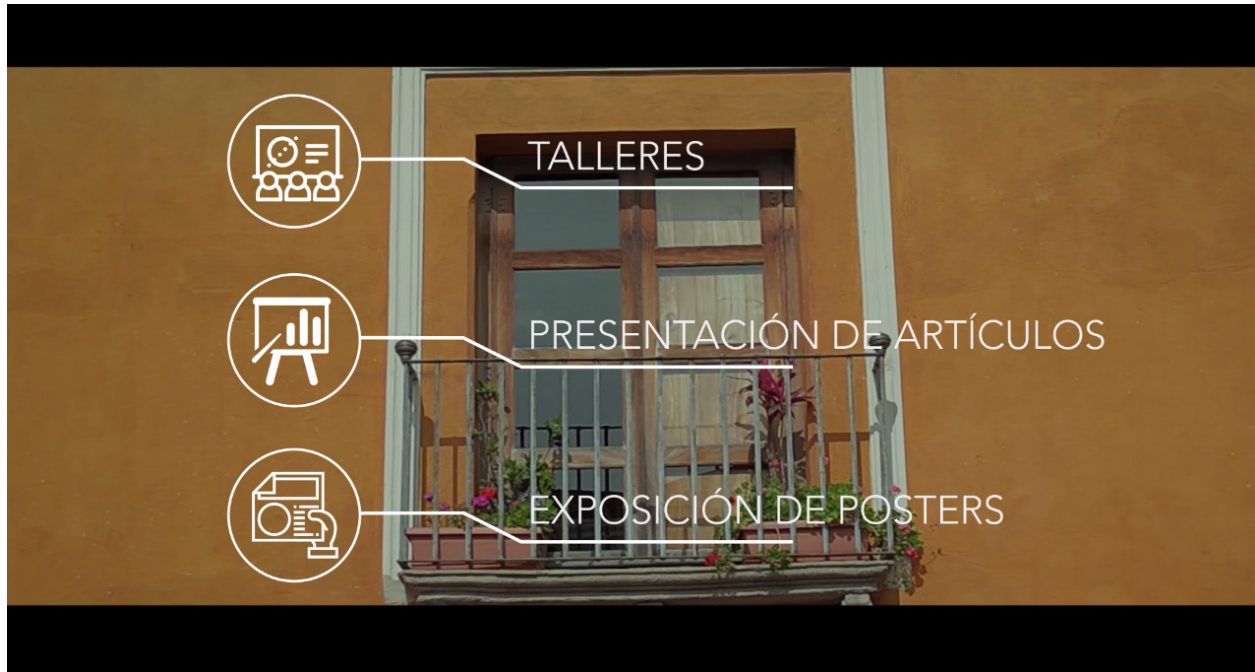 TALLERES
PRESENTACIÓN DE ARTÍCULOS
EXPOSICIÓN DE POSTERS